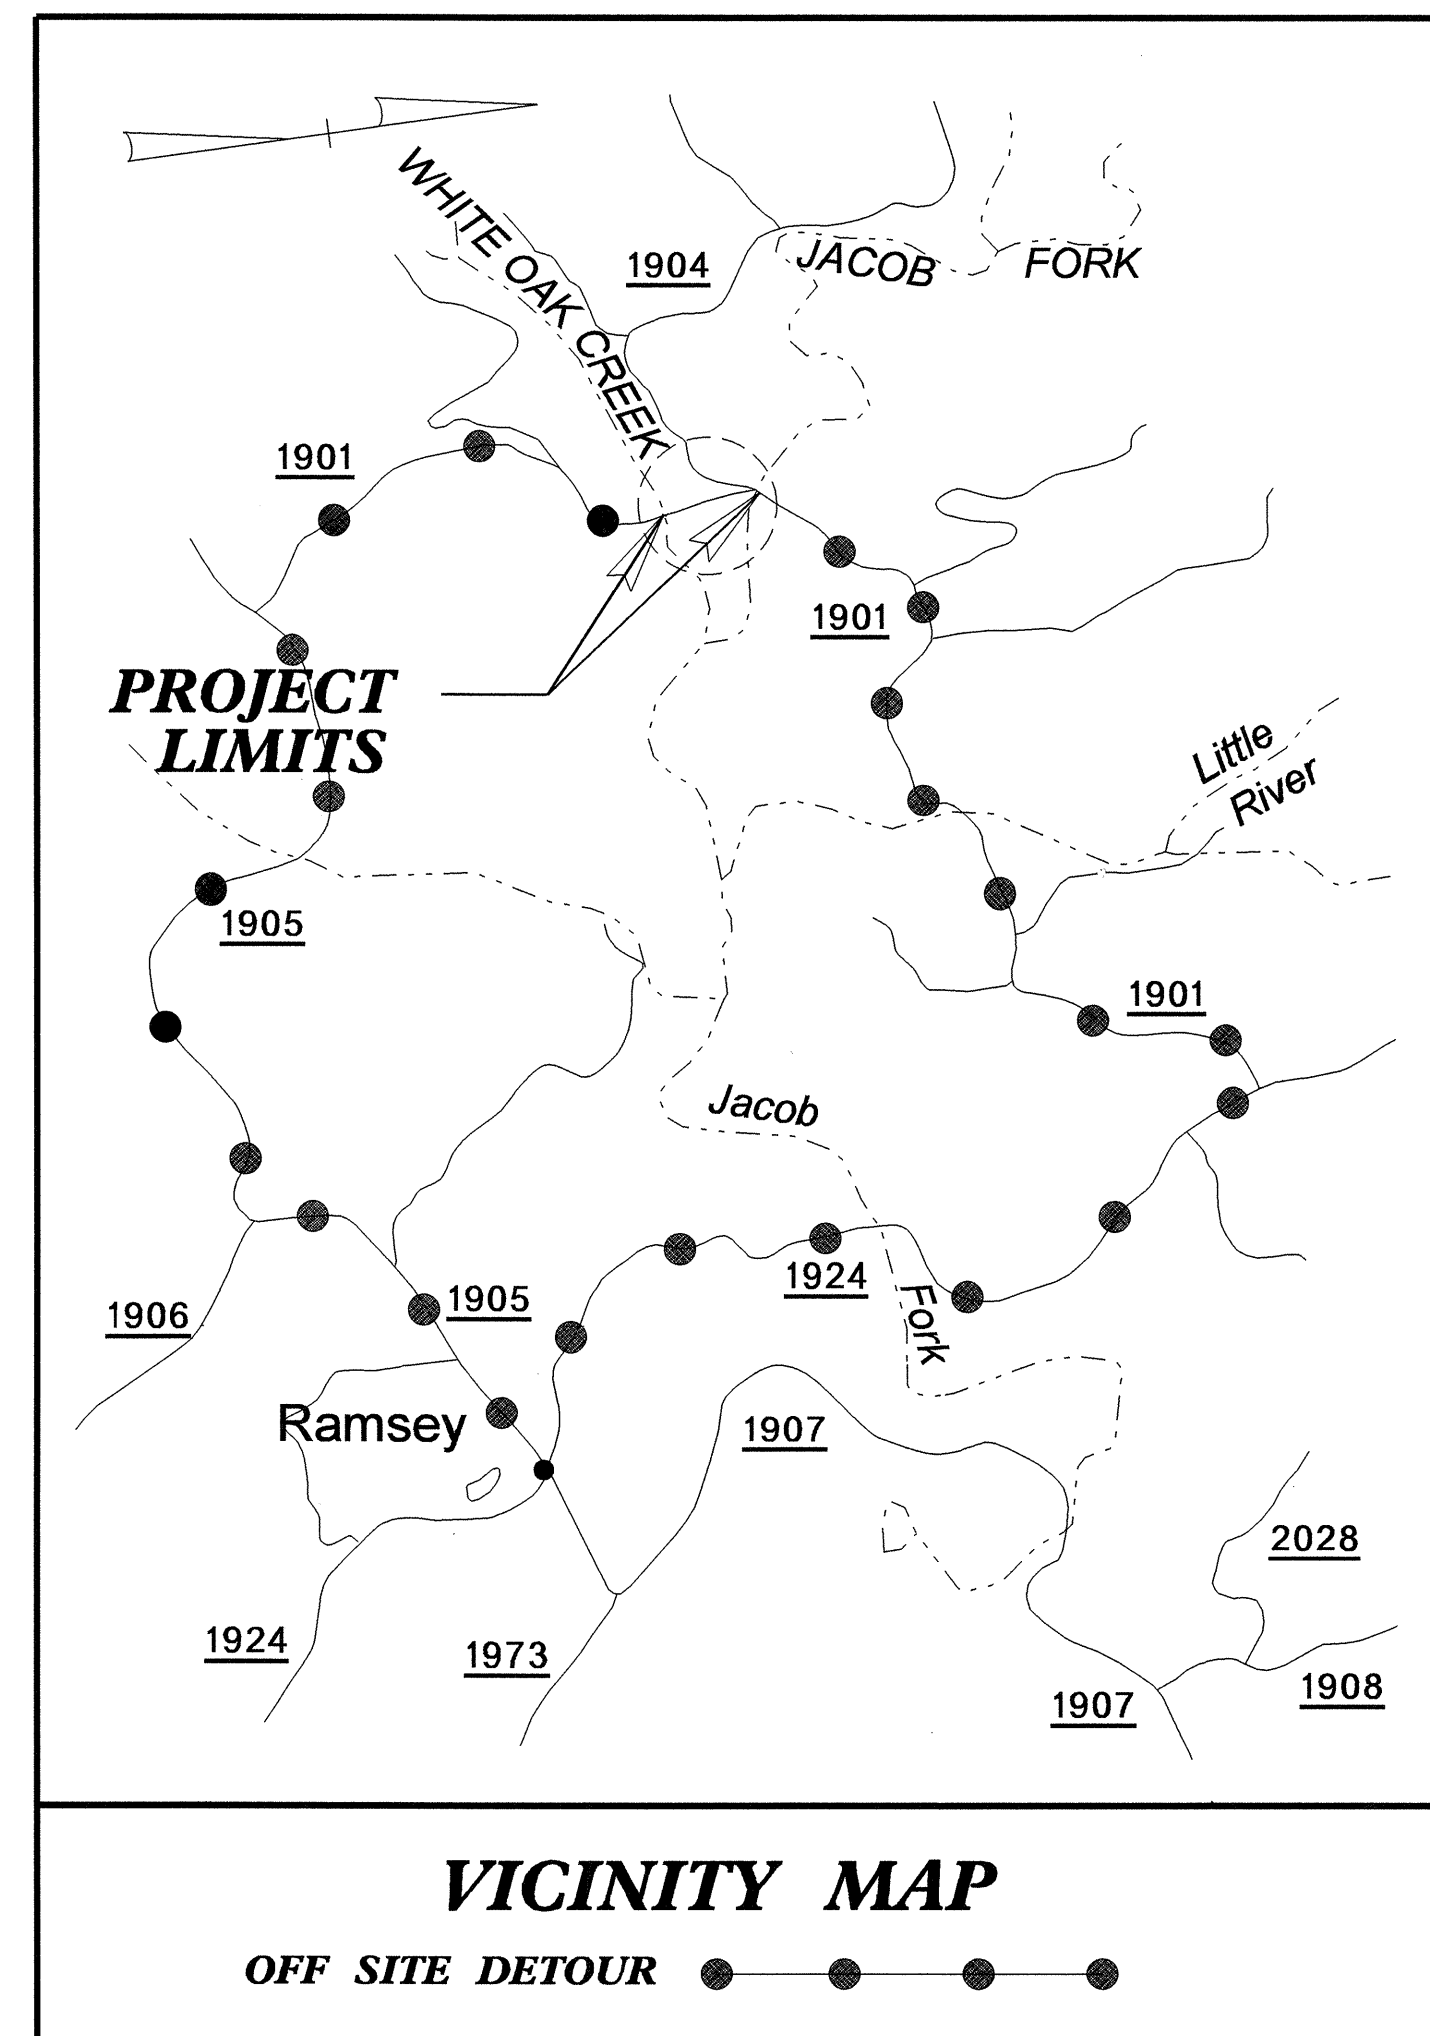 WHITE OAK CREEK
1904
JACOB
FORK
1901
1901
PROJECT
LIMITS
Little
River
1905
1901
Jacob
1924
Fork
1905
1906
Ramsey
1907
2028
1924
1973
1908
1907
VICINITY MAP
OFF SITE DETOUR